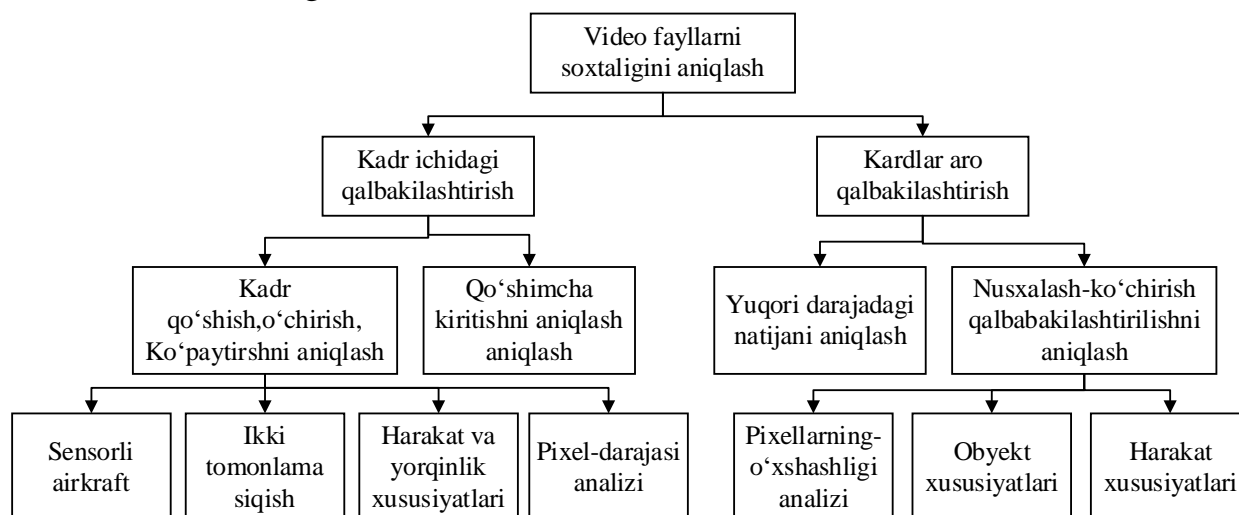 Video fayllarni
soxtaligini aniqlash
Kadr ichidagi
qalbakilashtirish
Kardlar aro
qalbakilashtirish
Kadr
qo‘shish,o‘chirish,
Ko‘paytirshni aniqlash
Qo‘shimcha
kiritishni aniqlash
aniqlash
Yuqori darajadagi
natijani aniqlash
Nusxalash-ko‘chirish
qalbabakilashtirilishni
aniqlash
Sensorli
airkraft
Ikki
tomonlama
siqish
Harakat va
yorqinlik
xususiyatlari
Pixel-darajasi
analizi
Pixellarning-
o‘xshashligi
analizi
Obyekt
xususiyatlari
Harakat
xususiyatlari